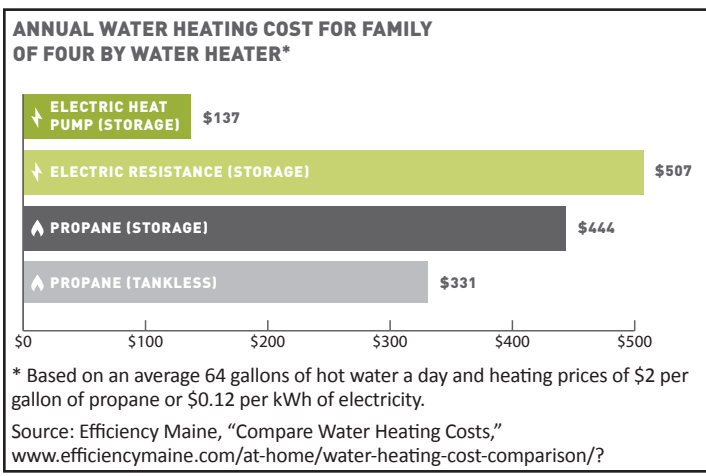 ANNUAL WATER HEATING COST FOR FAMILY
OF FOUR BY WATER HEATER*
ELECTRIC HEAT
PUMP (STORAGE)
$137
ELECTRIC RESISTANCE (STORAGE)
$507
PROPANE (STORAGE)
$444
PROPANE (TANKLESS)
$331
$0 $100 $200 $300 $400 $500
* Based on an average 64 gallons of hot water a day and heating prices of $2 per
gallon of propane or $0.12 per kWh of electricity.
Source: Efficiency Maine, “Compare Water Heating Costs,”
www.efficiencymaine.com/at-home/water-heating-cost-comparison/?